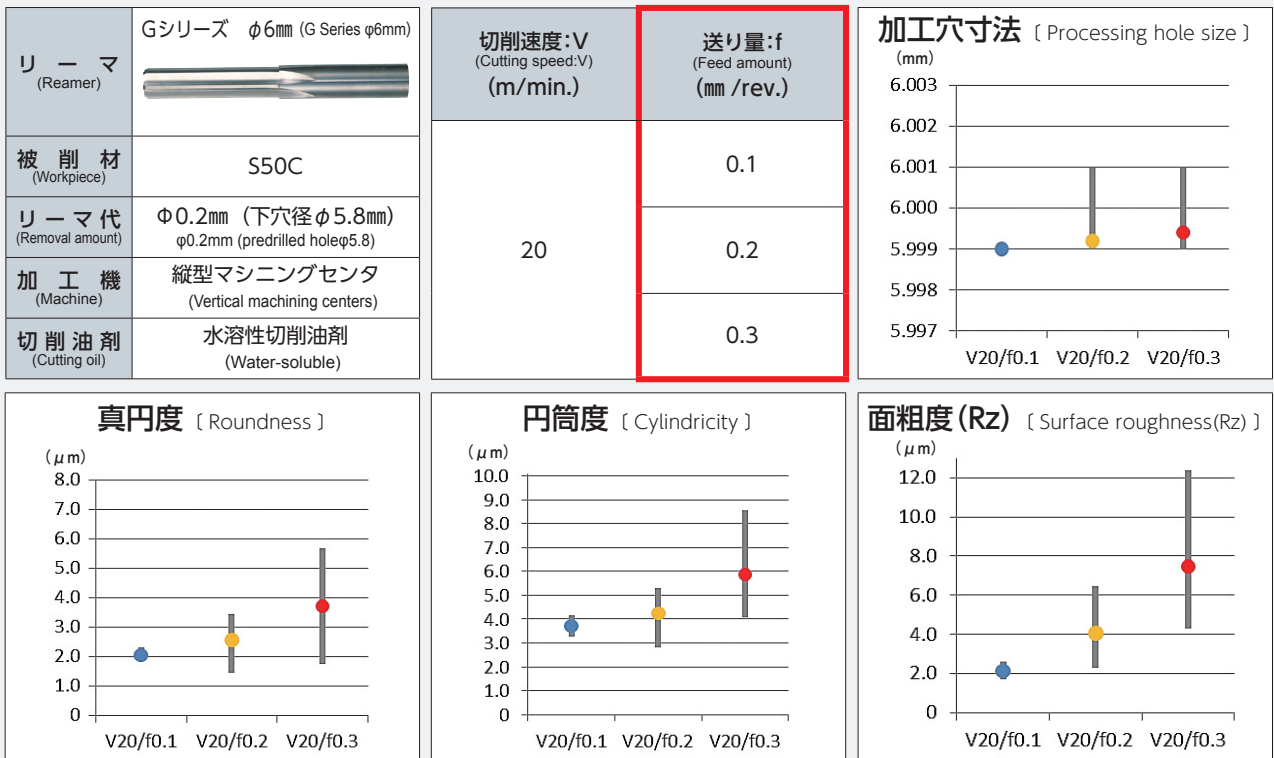 リーマ
(Reamer)
Gシリーズ φ6㎜ (G Series φ6mm)
被削材
(Workpiece)
S50C
リーマ代
(Removal amount)
Φ0.2㎜（下穴径φ5.8㎜）
φ0.2mm (predrilled holeφ5.8)
加工機
(Machine)
縦型マシニングセンタ
(Vertical machining centers)
切削油剤
(Cutting oil)
水溶性切削油剤
(Water-soluble)
切削速度:V
(Cutting speed:V)
(m/min.)
送り量:f
(Feed amount)
(㎜ /rev.)
20
0.1
0.2
0.3
加工穴寸法〔 Processing hole size 〕
(mm)
6.003
6.002
6.001
6.000
5.999
5.998
5.997
V20/f0.1 V20/f0.2 V20/f0.3
真円度〔 Roundness 〕
(μm)
8.0
7.0
6.0
5.0
4.0
3.0
2.0
1.0
0
V20/f0.1 V20/f0.2 V20/f0.3
円筒度〔 Cylindricity 〕
(μm)
10.0
9.0
8.0
7.0
6.0
5.0
4.0
3.0
2.0
1.0
0
V20/f0.1 V20/f0.2 V20/f0.3
面粗度(Rz)〔 Surface roughness(Rz) 〕
(μm)
12.0
10.0
8.0
6.0
4.0
2.0
0
V20/f0.1 V20/f0.2 V20/f0.3